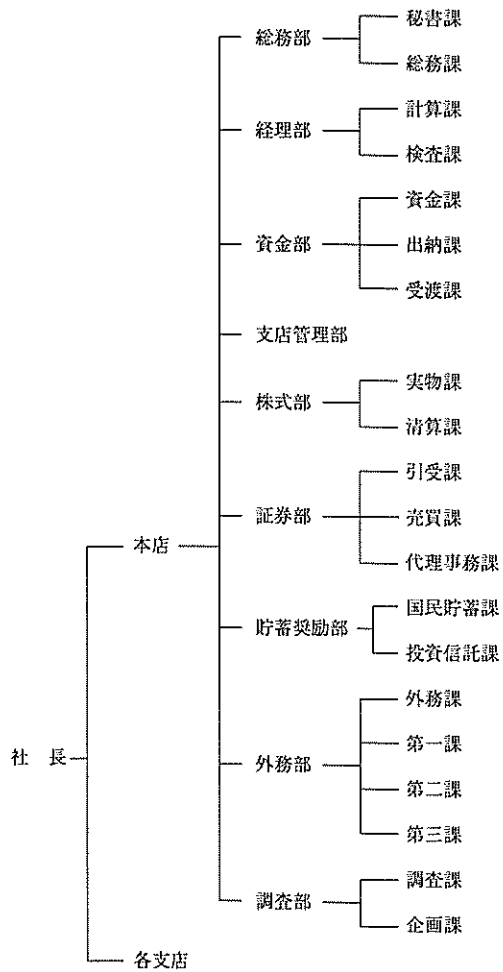 社　長
本店
総務部
秘書課
総務課
経理部
計算課
検査課
資金部
資金課
出納課
受渡課
支店管理部
株式部
実物課
清算課
証券部
引受課
売買課
代理事務課
貯蓄奨励部
国民貯蓄課
投資信託課
外務部
外務課
第一課
第二課
第三課
調査部
調査課
企画課
各支店